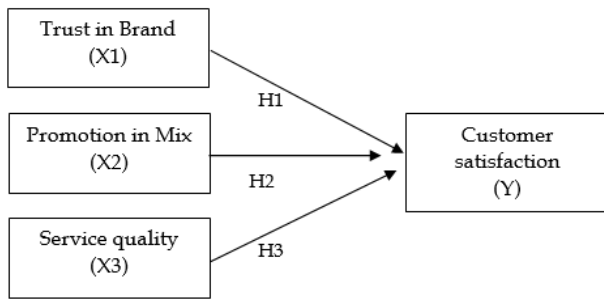 Trust in Brand
(X1)
H1
Promotion in Mix
(X2)
H2
Service quality
(X3)
H3
Customer
satisfaction
(Y)